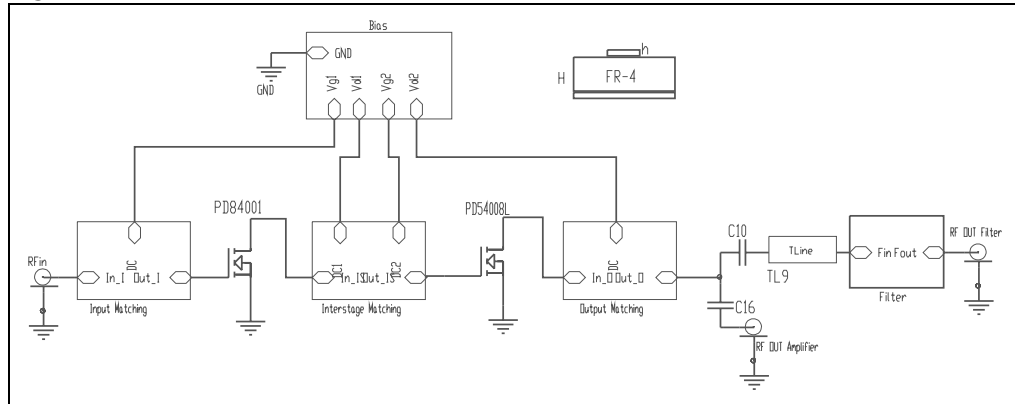 Bias
GND
GND
Vg1
Vd1
Vg2
Vd2
h
H
FR-4
PD84001
PD54008L
RFin
In_I
DC
Out_I
Input Matching
DC1
In_IS
Out_IS
DC2
Interstage Matching
In_O
DC
Out_O
Output Matching
C10
TLine
TL9
C16
RF OUT Amplifier
Fin
Fout
Filter
RF OUT Filter